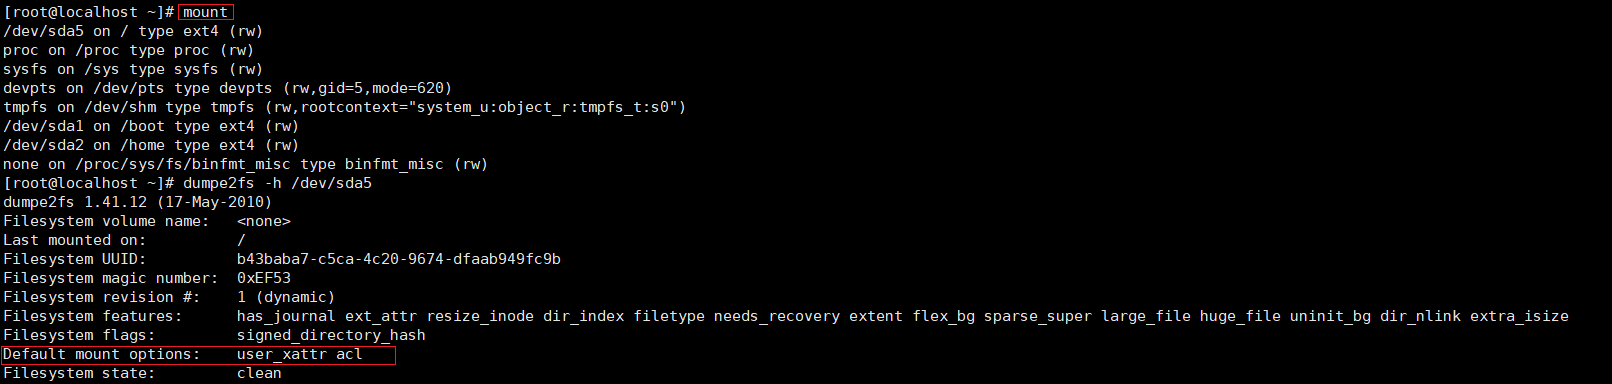 [root@localhost ~]# mount
/dev/sda5 on / type ext4 (rw)
proc on /proc type proc (rw)
sysfs on /sys type sysfs (rw)
devpts on /dev/pts type devpts (rw,gid=5,mode=620)
tmpfs on /dev/shm type tmpfs (rw,rootcontext="system_u:object_r:tmpfs_t:s0")
/dev/sda1 on /boot type ext4 (rw)
/dev/sda2 on /home type ext4 (rw)
none on /proc/sys/fs/binfmt_misc type binfmt_misc (rw)
[root@localhost ~]# dumpe2fs -h /dev/sda5
dumpe2fs 1.41.12 (17-May-2010)
Filesystem volume name:   <none>
Last mounted on:          /
Filesystem UUID:          b43baba7-c5ca-4c20-9674-dfaab949fc9b
Filesystem magic number:  0xEF53
Filesystem revision #:    1 (dynamic)
Filesystem features:      has_journal ext_attr resize_inode dir_index filetype needs_recovery extent flex_bg sparse_super large_file huge_file uninit_bg dir_nlink extra_isize
Filesystem flags:         signed_directory_hash
Default mount options:    user_xattr acl
Filesystem state:         clean